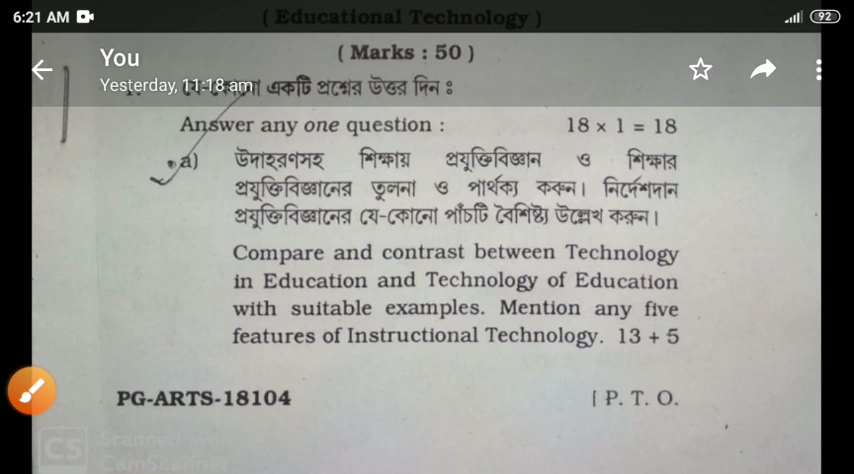 6:21 AM 92
( Educational Technology )
( Marks : 50 )
You
Yesterday, 11:18 am
একটি প্রশ্নের উত্তর দিন ঃ
Answer any one question : 18 × 1 = 18
a) উদাহরণসহ শিক্ষায় প্রযুক্তিবিজ্ঞান ও শিক্ষার
প্রযুক্তিবিজ্ঞানের তুলনা ও পার্থক্য করুন। নির্দেশদান
প্রযুক্তিবিজ্ঞানের যে-কোনো পাঁচটি বৈশিষ্ট্য উল্লেখ করুন।
Compare and contrast between Technology
in Education and Technology of Education
with suitable examples. Mention any five
features of Instructional Technology. 13 + 5
PG-ARTS-18104 [ P. T. O.
CS Scanned with
CamScanner